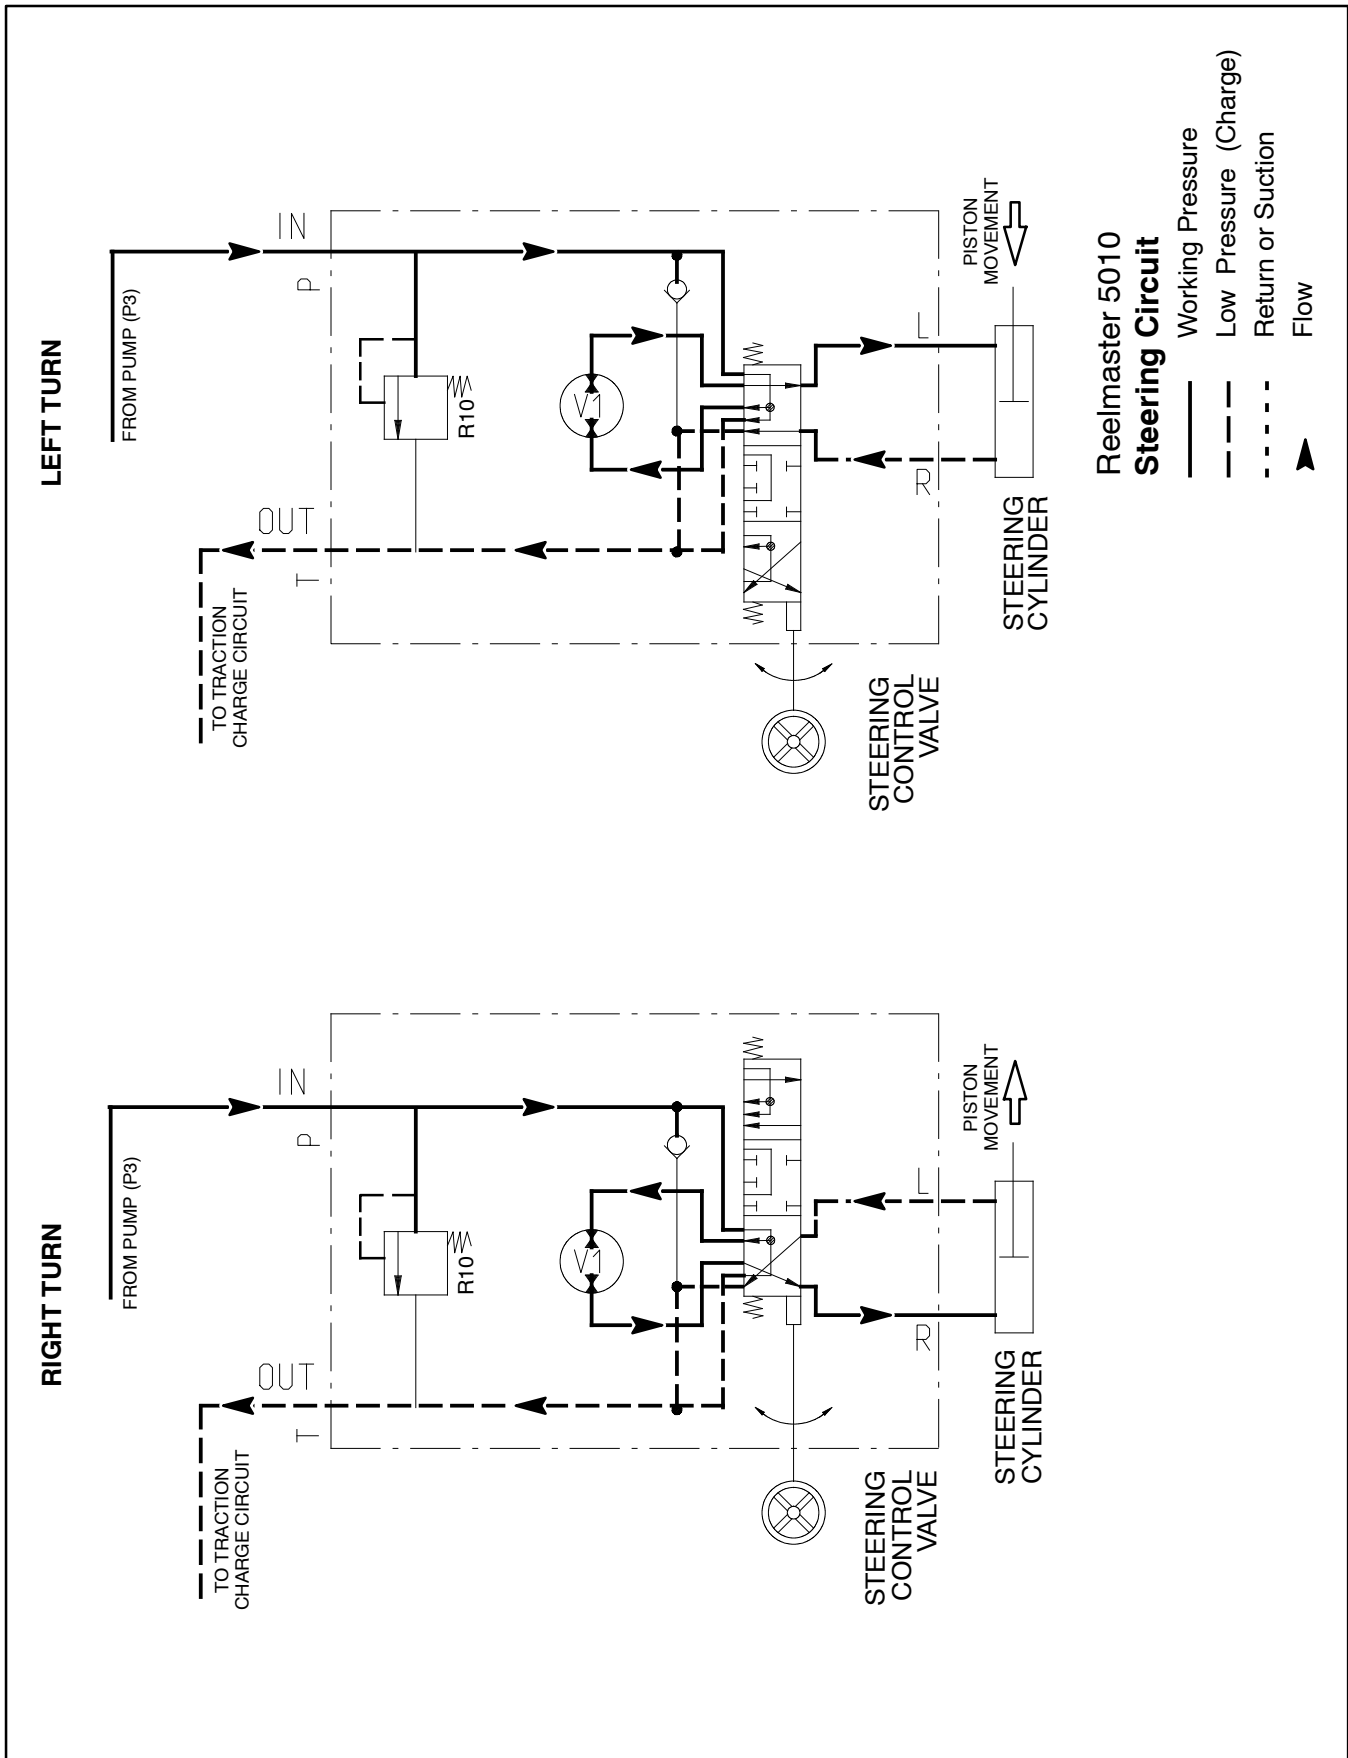 RIGHT TURN
FROM PUMP (P3)
TO TRACTION
CHARGE CIRCUIT
OUT
T
IN
P
R10
V1
STEERING
CONTROL
VALVE
R
L
PISTON
MOVEMENT
STEERING
CYLINDER
LEFT TURN
FROM PUMP (P3)
TO TRACTION
CHARGE CIRCUIT
OUT
T
IN
P
R10
V1
STEERING
CONTROL
VALVE
R
L
PISTON
MOVEMENT
STEERING
CYLINDER
Reelmaster 5010
Steering Circuit
Working Pressure
Low Pressure (Charge)
Return or Suction
Flow